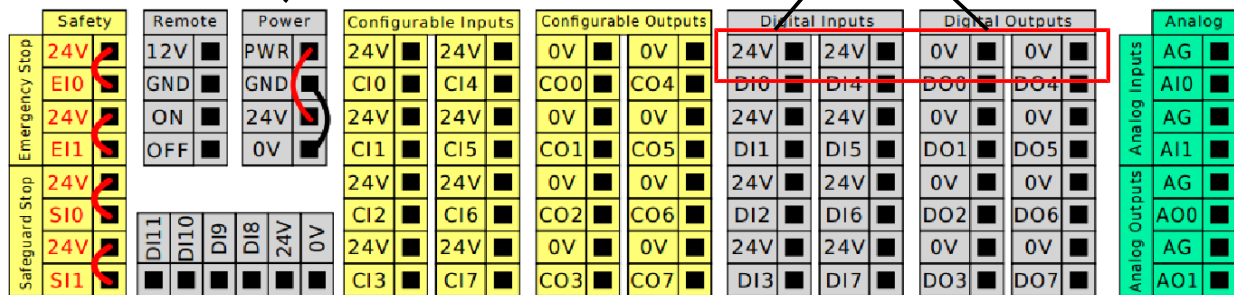 Safety
Emergency Stop
Safeguard Stop
24V
EI0
24V
EI1
24V
SI0
24V
SI1
Remote
12V
GND
ON
OFF
Power
PWR
GND
24V
0V
DI11
DI10
DI9
DI8
24V
0V
Configurable Inputs
24V 24V
CI0 CI4
24V 24V
CI1 CI5
24V 24V
CI2 CI6
24V 24V
CI3 CI7
Configurable Outputs
0V 0V
CO0 CO4
0V 0V
CO1 CO5
0V 0V
CO2 CO6
0V 0V
CO3 CO7
Digital Inputs
24V 24V
DI0 DI4
24V 24V
DI1 DI5
24V 24V
DI2 DI6
24V 24V
DI3 DI7
Digital Outputs
0V 0V
DO0 DO4
0V 0V
DO1 DO5
0V 0V
DO2 DO6
0V 0V
DO3 DO7
Analog
Analog Inputs
Analog Outputs
AG
AI0
AG
AI1
AG
AO0
AG
AO1